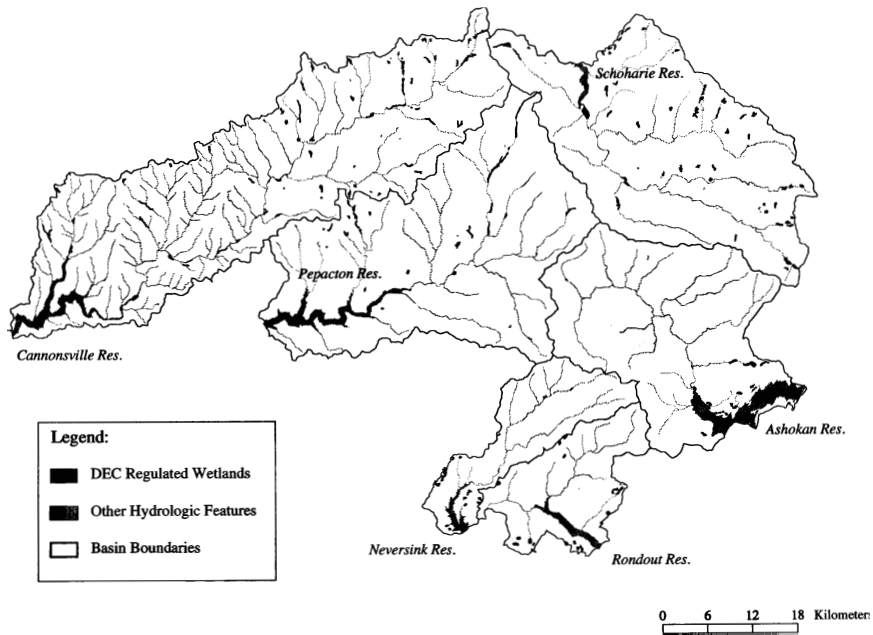 Schoharie Res.
Pepacton Res.
Cannonsville Res.
Ashokan Res.
Legend:
DEC Regulated Wetlands
Other Hydrologic Features
Basin Boundaries
Neversink Res.
Rondout Res.
0 6 12 18 Kilometers